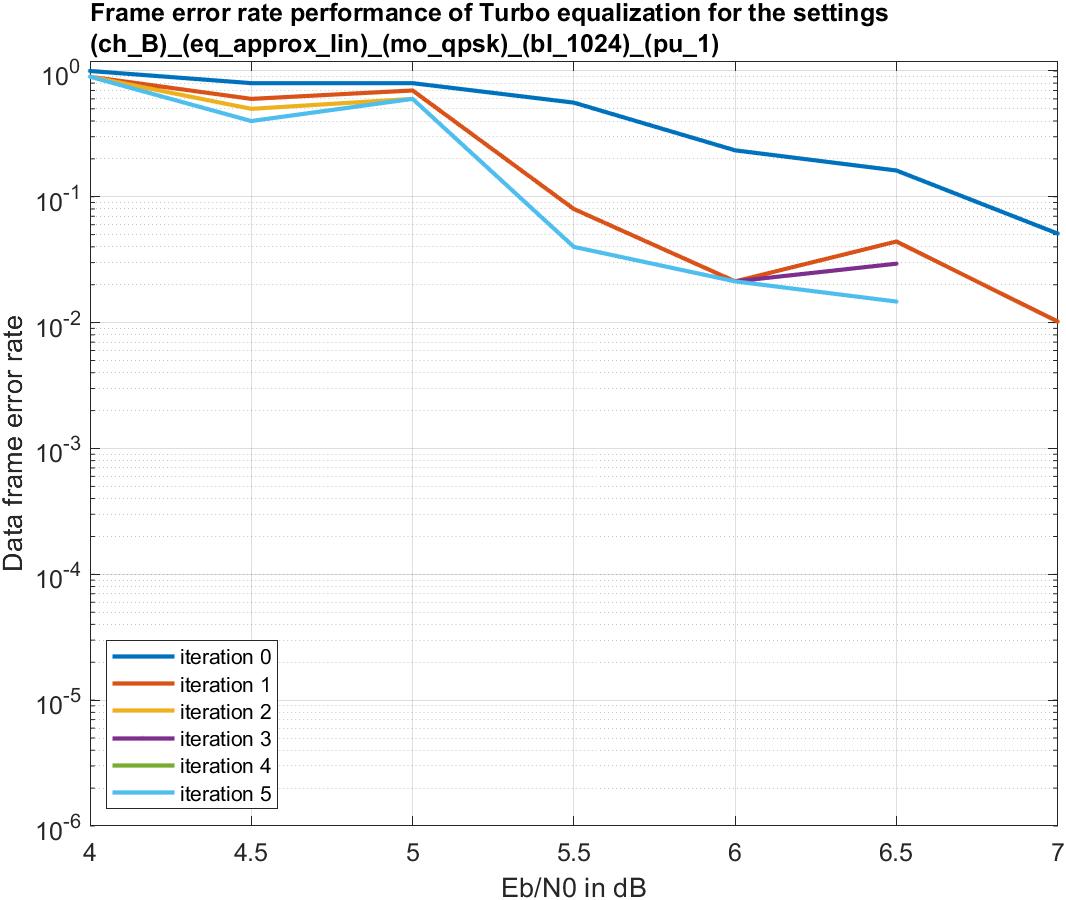 Frame error rate performance of Turbo equalization for the settings
(ch_B)_(eq_approx_lin)_(mo_qpsk)_(bl_1024)_(pu_1)
10^0
10^-1
10^-2
10^-3
10^-4
10^-5
10^-6
Data frame error rate
iteration 0
iteration 1
iteration 2
iteration 3
iteration 4
iteration 5
4 4.5 5 5.5 6 6.5 7
Eb/N0 in dB